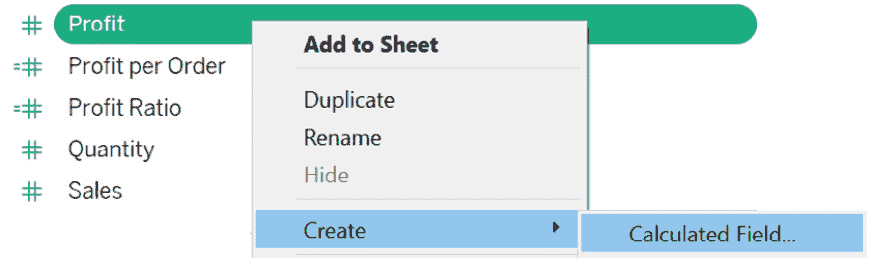 Profit
Profit per Order
Profit Ratio
Quantity
Sales
Add to Sheet
Duplicate
Rename
Hide
Create
Calculated Field...